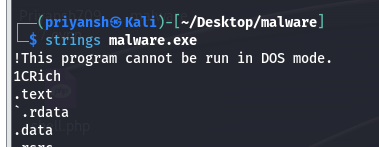 (priyansh㉿Kali)-[~/Desktop/malware]
$ strings malware.exe
!This program cannot be run in DOS mode.
1CRich
.text
`.rdata
.data
.rsrc